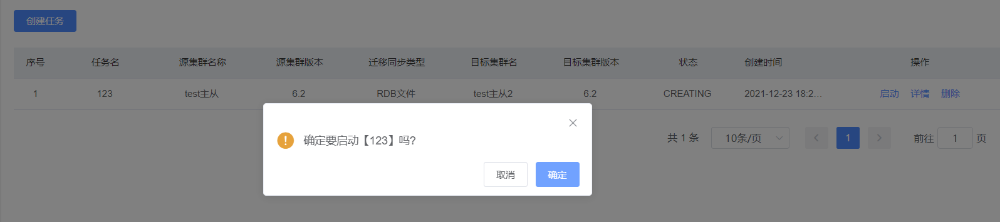 创建任务
序号 任务名 源集群名称 源集群版本 迁移同步类型 目标集群名 目标集群版本 状态 创建时间 操作
1 123 test主从 6.2 RDB文件 test主从2 6.2 CREATING 2021-12-23 18:2... 启动 详情 删除
共 1 条 10条/页 1 前往 1 页
确定要启动【123】吗?
取消 确定